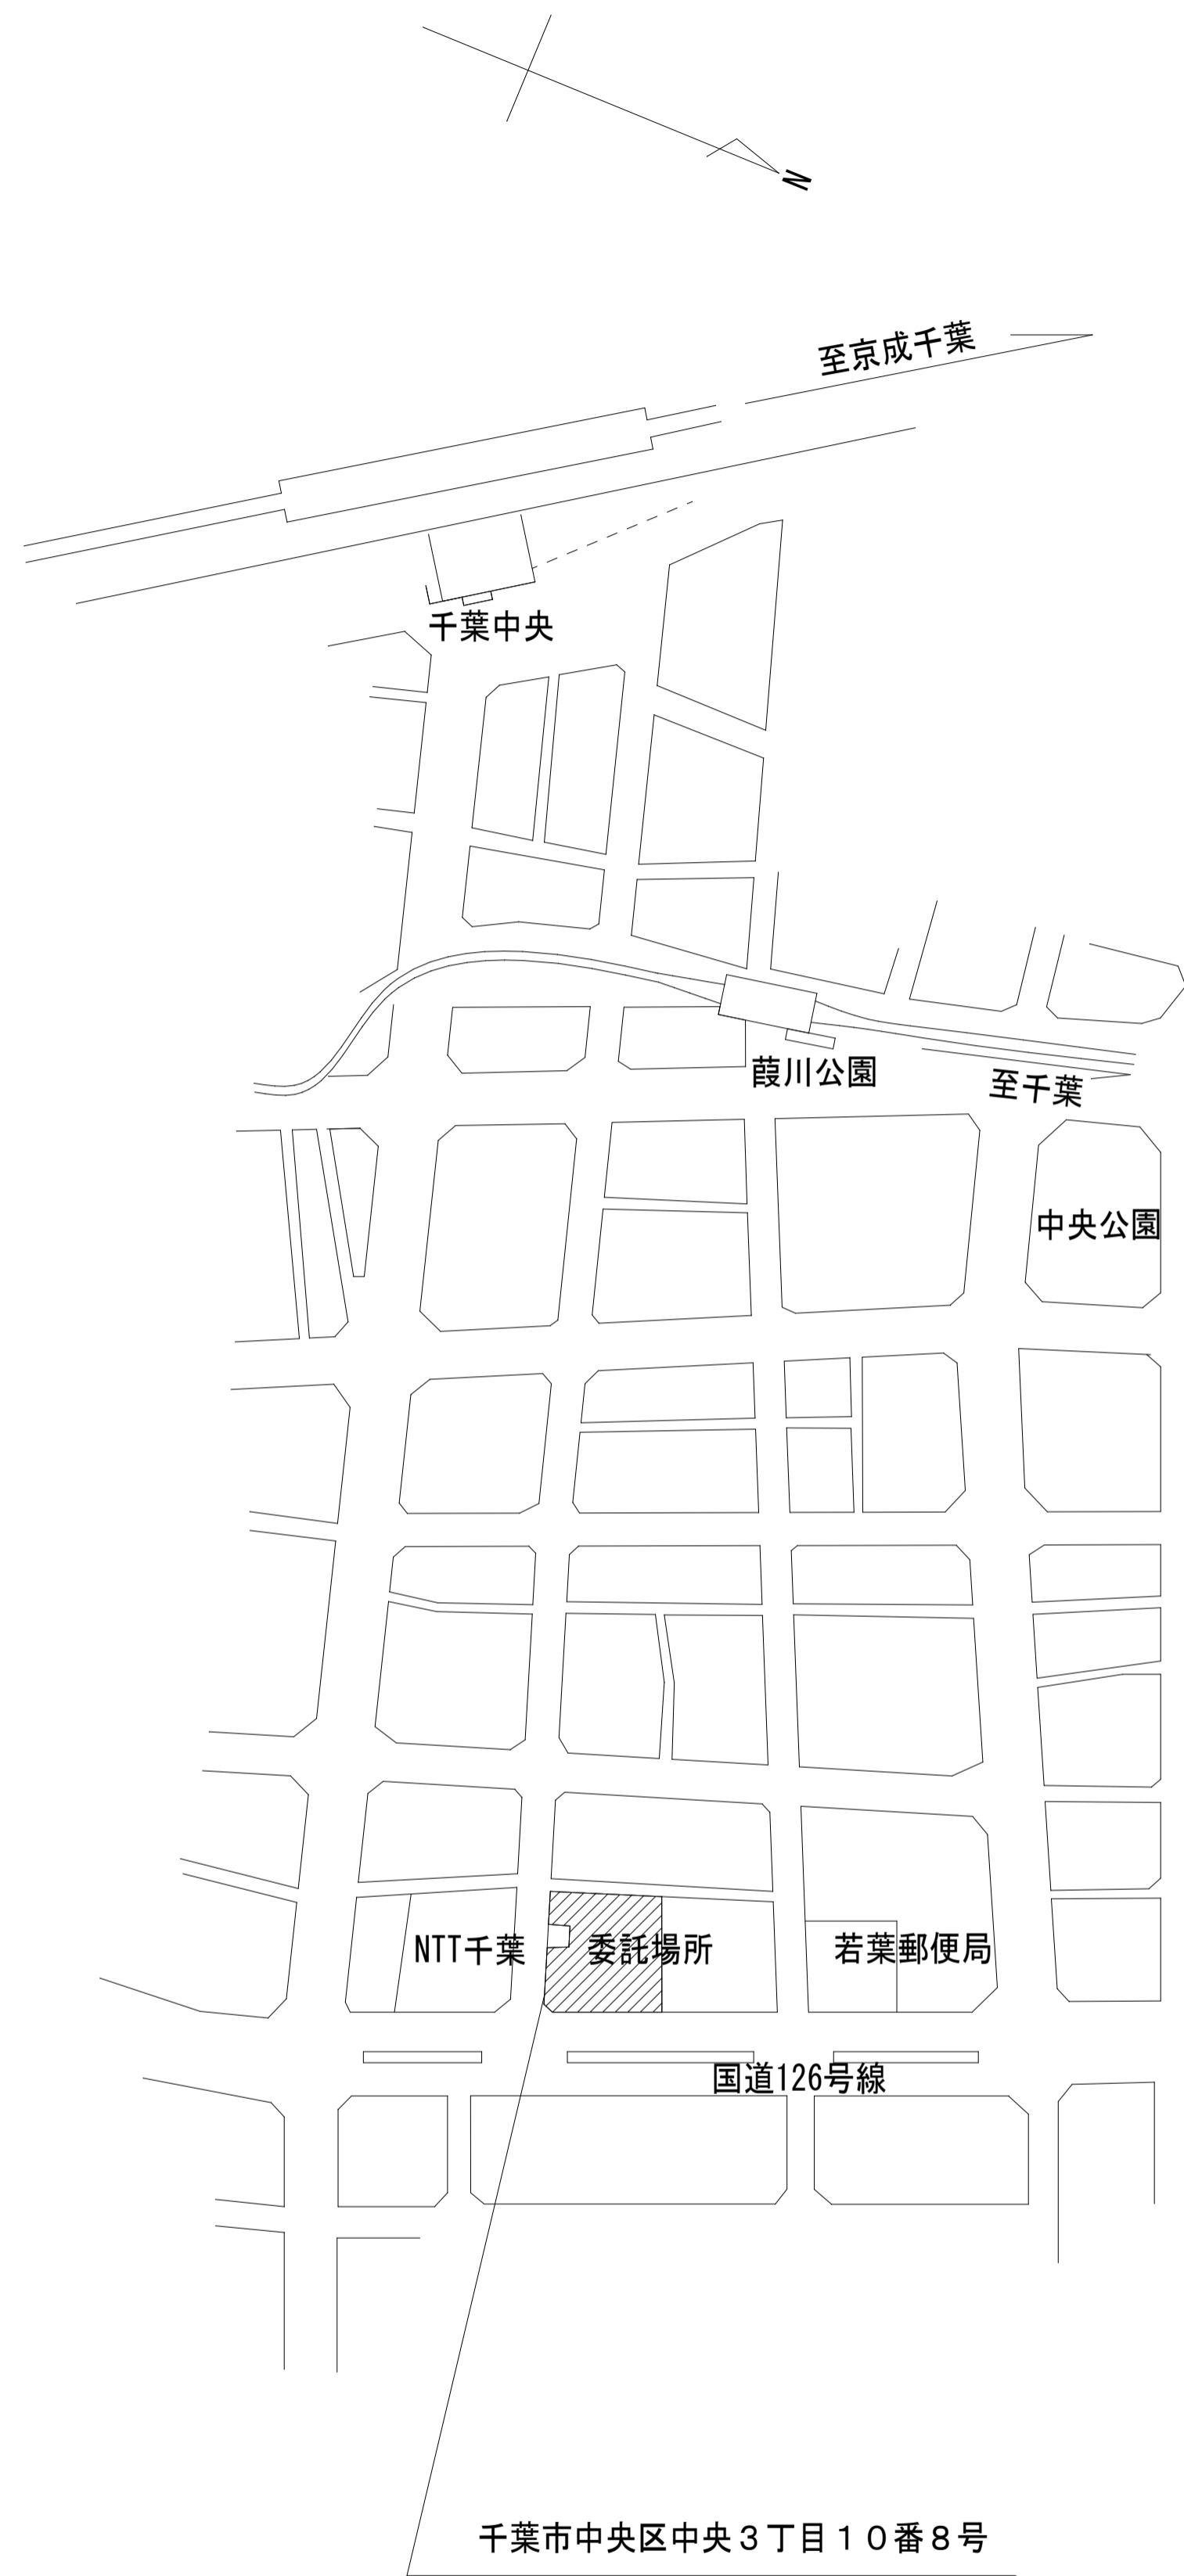 N
至京成千葉
千葉中央
葭川公園
至千葉
中央公園
NTT千葉
委託場所
若葉郵便局
国道126号線
千葉市中央区中央３丁目１０番８号